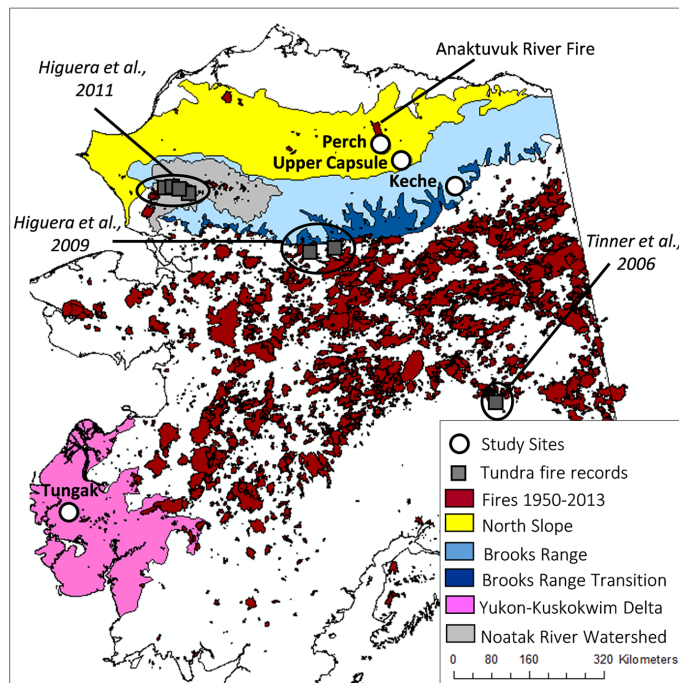 Anaktuvuk River Fire
Higuera et al.,
2011
Perch
Upper Capsule
Keche
Higuera et al.,
2009
Tinner et al.,
2006
Tungak
Study Sites
Tundra fire records
Fires 1950-2013
North Slope
Brooks Range
Brooks Range Transition
Yukon-Kuskokwim Delta
Noatak River Watershed
0 80 160 320 Kilometers